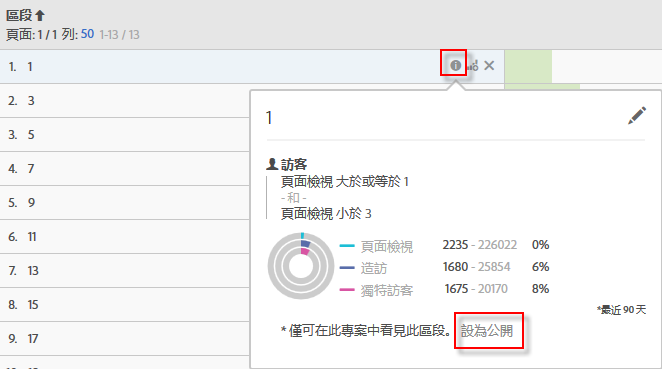 區段
頁面: 1 / 1 列: 50 1-13 / 13
1. 1
2. 3
3. 5
4. 7
5. 9
6. 11
7. 13
8. 15
9. 17
1
訪客
頁面檢視 大於或等於 1
- 和 -
頁面檢視 小於 3
頁面檢視 2235 - 226022 0%
造訪 1680 - 25854 6%
獨特訪客 1675 - 20170 8%
*最近 90 天
* 僅可在此專案中看見此區段。 設為公開